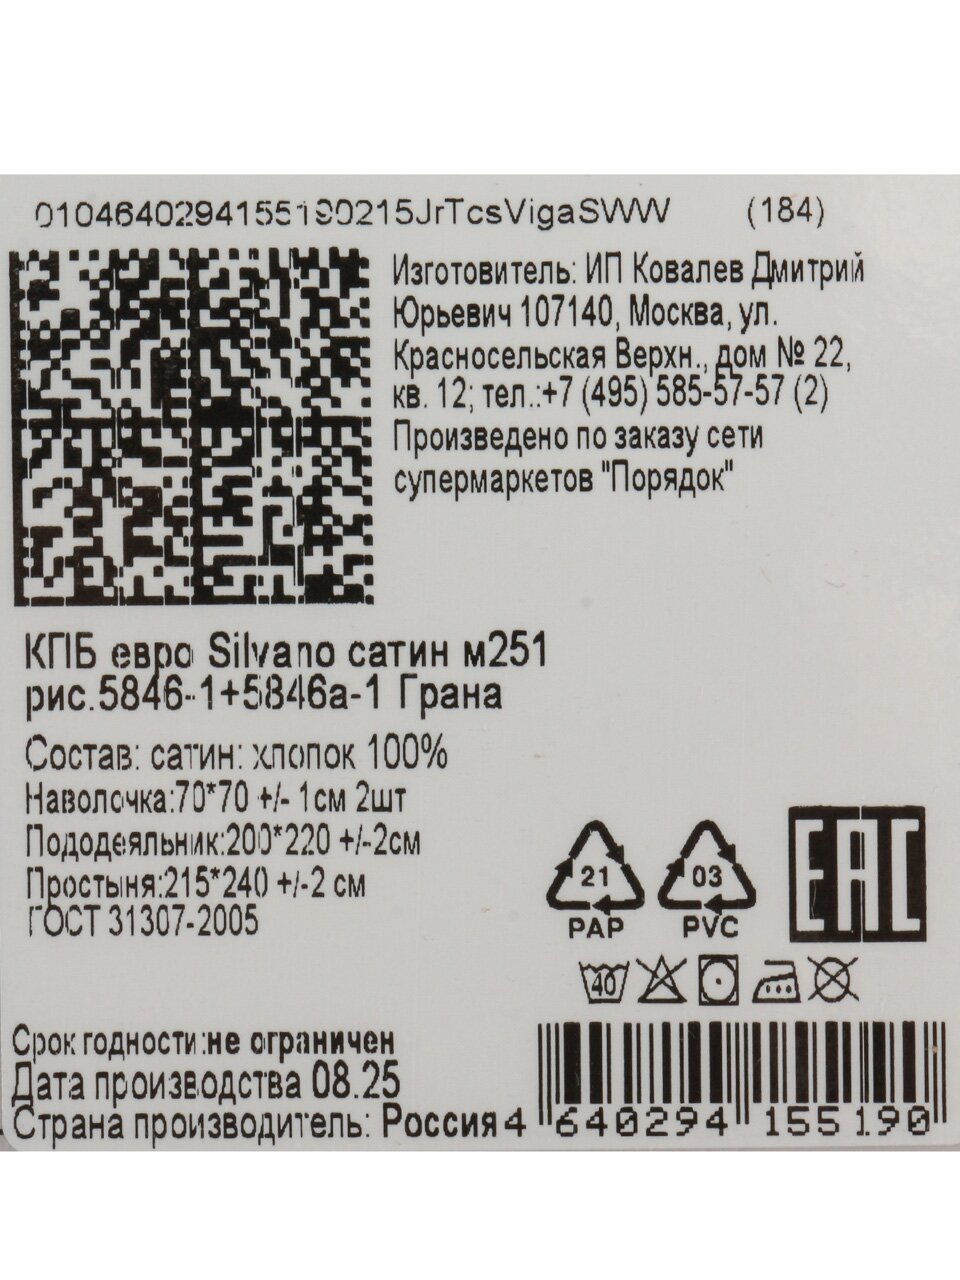 0104640294155190215JrTcsVigaSWW (184)
Изготовитель: ИП Ковалев Дмитрий
Юрьевич 107140, Москва, ул.
Красносельская Верхн., дом № 22,
кв. 12; тел.:+7 (495) 585-57-57 (2)
Произведено по заказу сети
супермаркетов "Порядок"
КПБ евро Silvano сатин м251
рис.5846-1+5846а-1 Грана
Состав: сатин: хлопок 100%
Наволочка:70*70 +/- 1см 2шт
Пододеяльник:200*220 +/-2см
Простыня:215*240 +/-2 см
ГОСТ 31307-2005
21 03
PAP PVC
EAC
40
Срок годности:не ограничен
Дата производства 08.25
Страна производитель: Россия
4 640294 155190